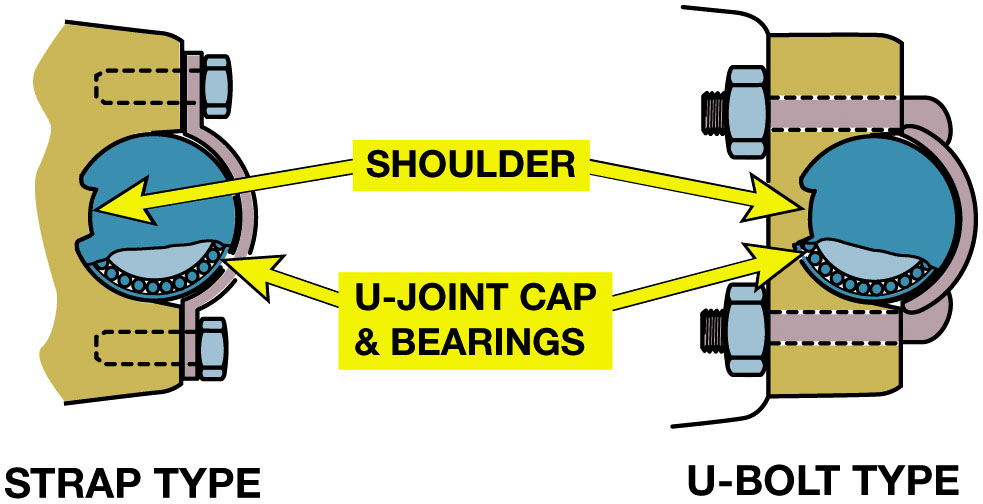 SHOULDER
U-JOINT CAP
& BEARINGS
STRAP TYPE
U-BOLT TYPE